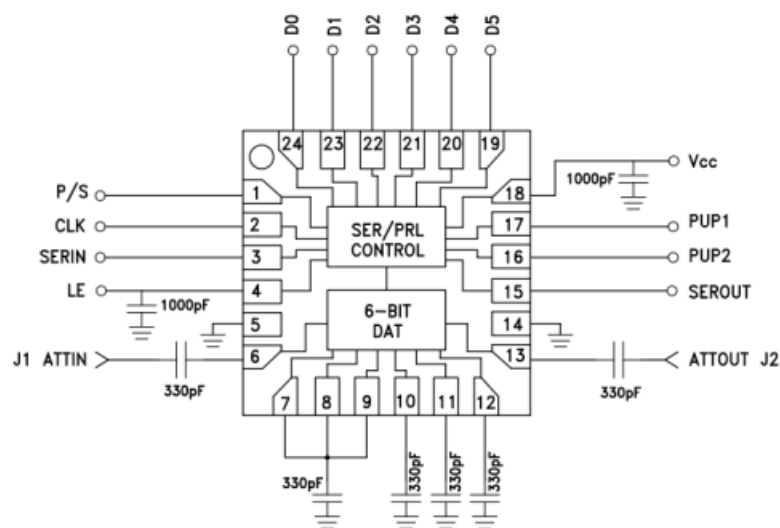 D0 D1 D2 D3 D4 D5
24 23 22 21 20 19
P/S 1 18 1000pF Vcc
CLK 2 SER/PRL 17 PUP1
SERIN 3 CONTROL 16 PUP2
LE 4 15 SEROUT
1000pF
5 6-BIT 14
DAT
J1 ATTIN 6 13 ATTOUT J2
330pF 330pF
7 8 9 10 11 12
330pF 330pF 330pF 330pF